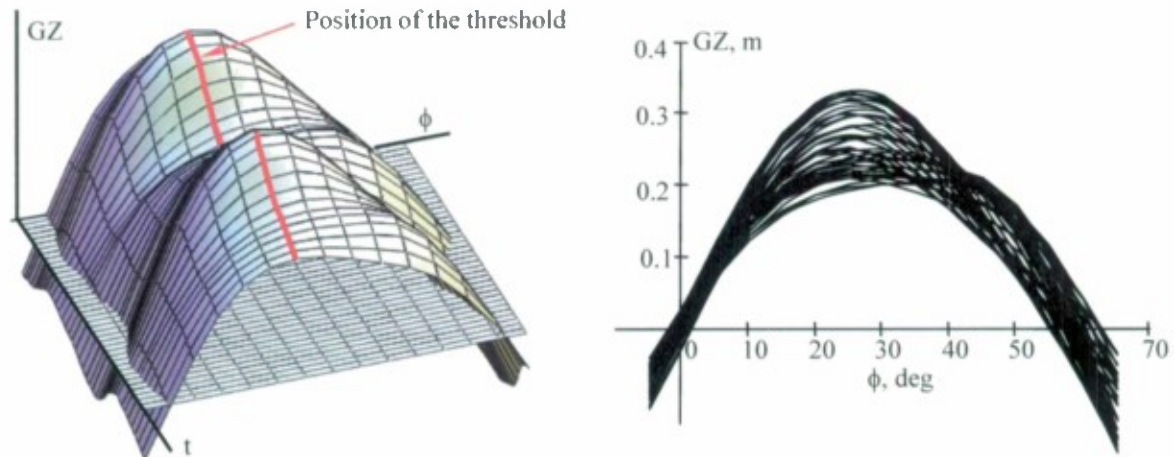 GZ
Position of the threshold
ϕ
t
GZ, m
0.4
0.3
0.2
0.1
0 10 20 30 40 50 70
ϕ, deg